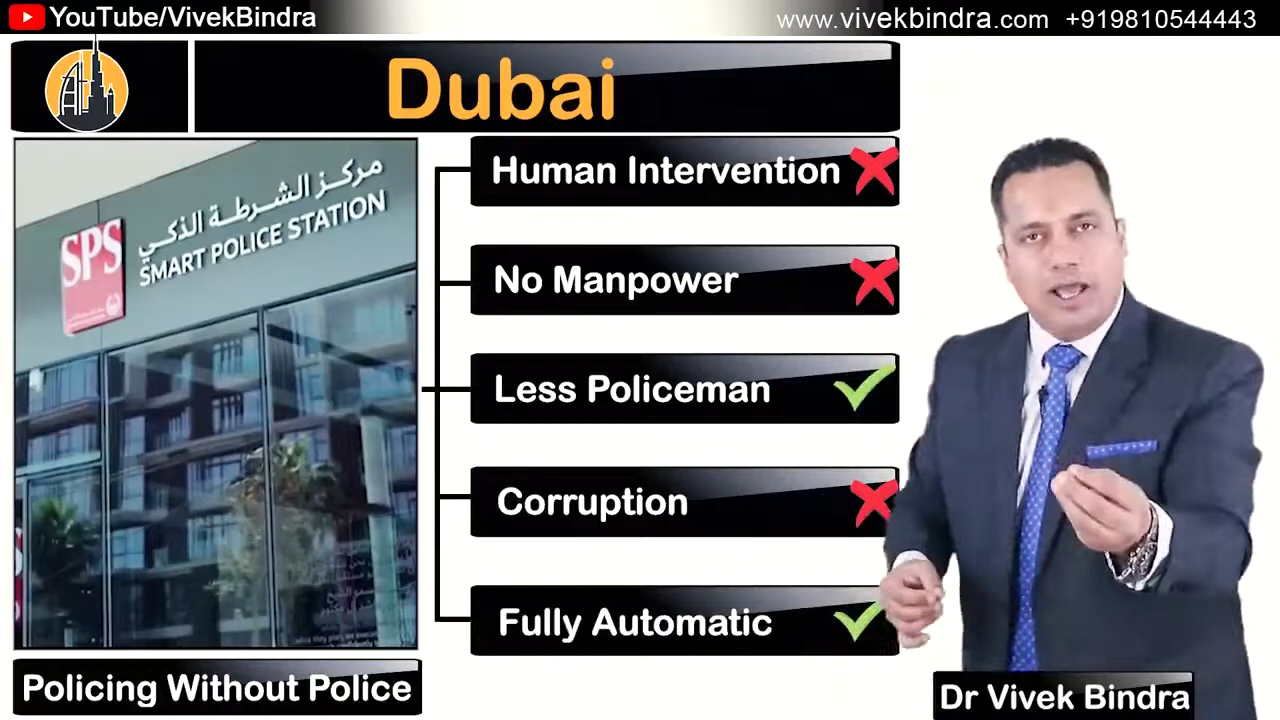 YouTube/VivekBindra
www.vivekbindra.com +919810544443
Dubai
مركز الشرطة الذكي
SPS
SMART POLICE STATION
Human Intervention
No Manpower
Less Policeman
Corruption
Fully Automatic
Policing Without Police
Dr Vivek Bindra